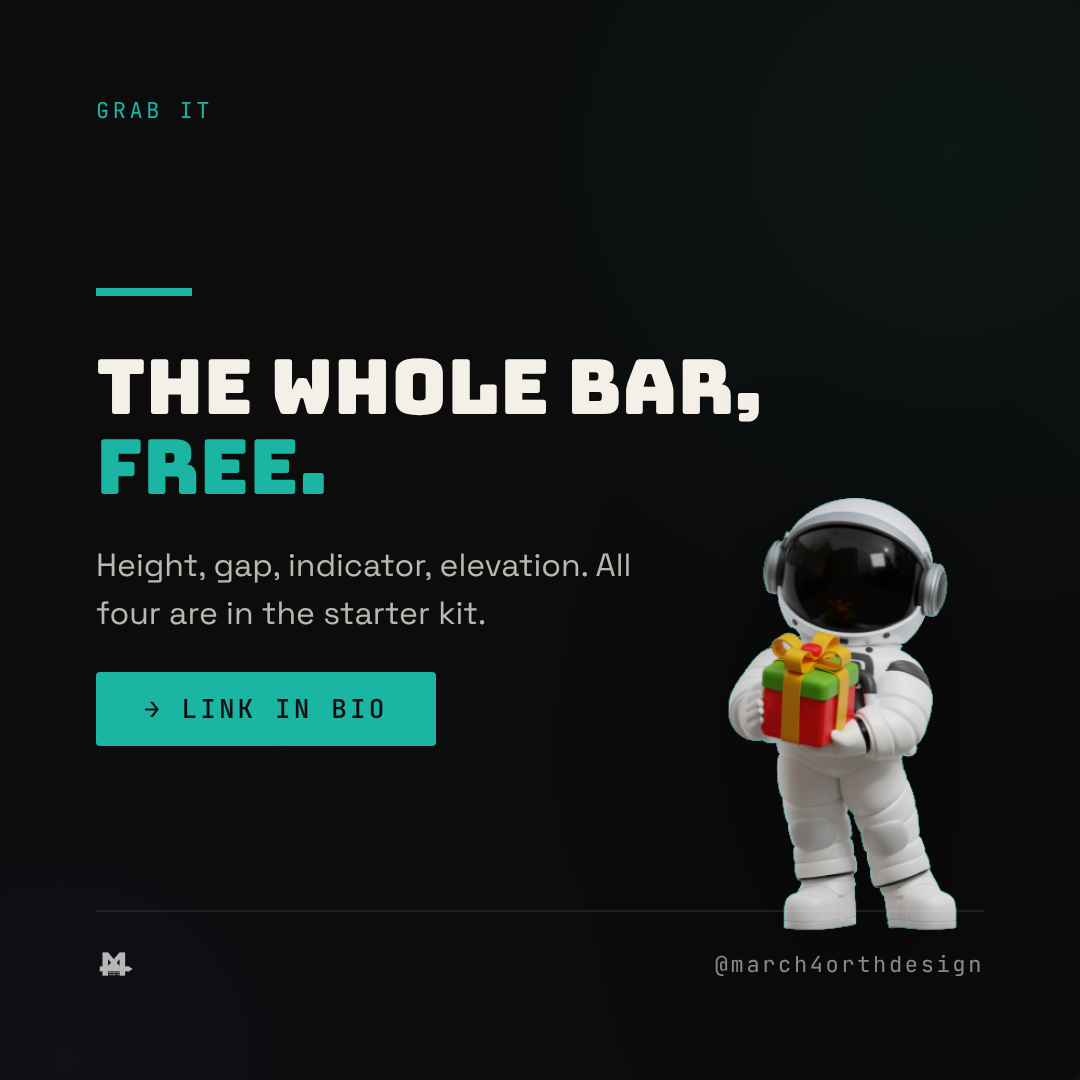 GRAB IT
THE WHOLE BAR,
FREE.
Height, gap, indicator, elevation. All
four are in the starter kit.
→ LINK IN BIO
@march4orthdesign